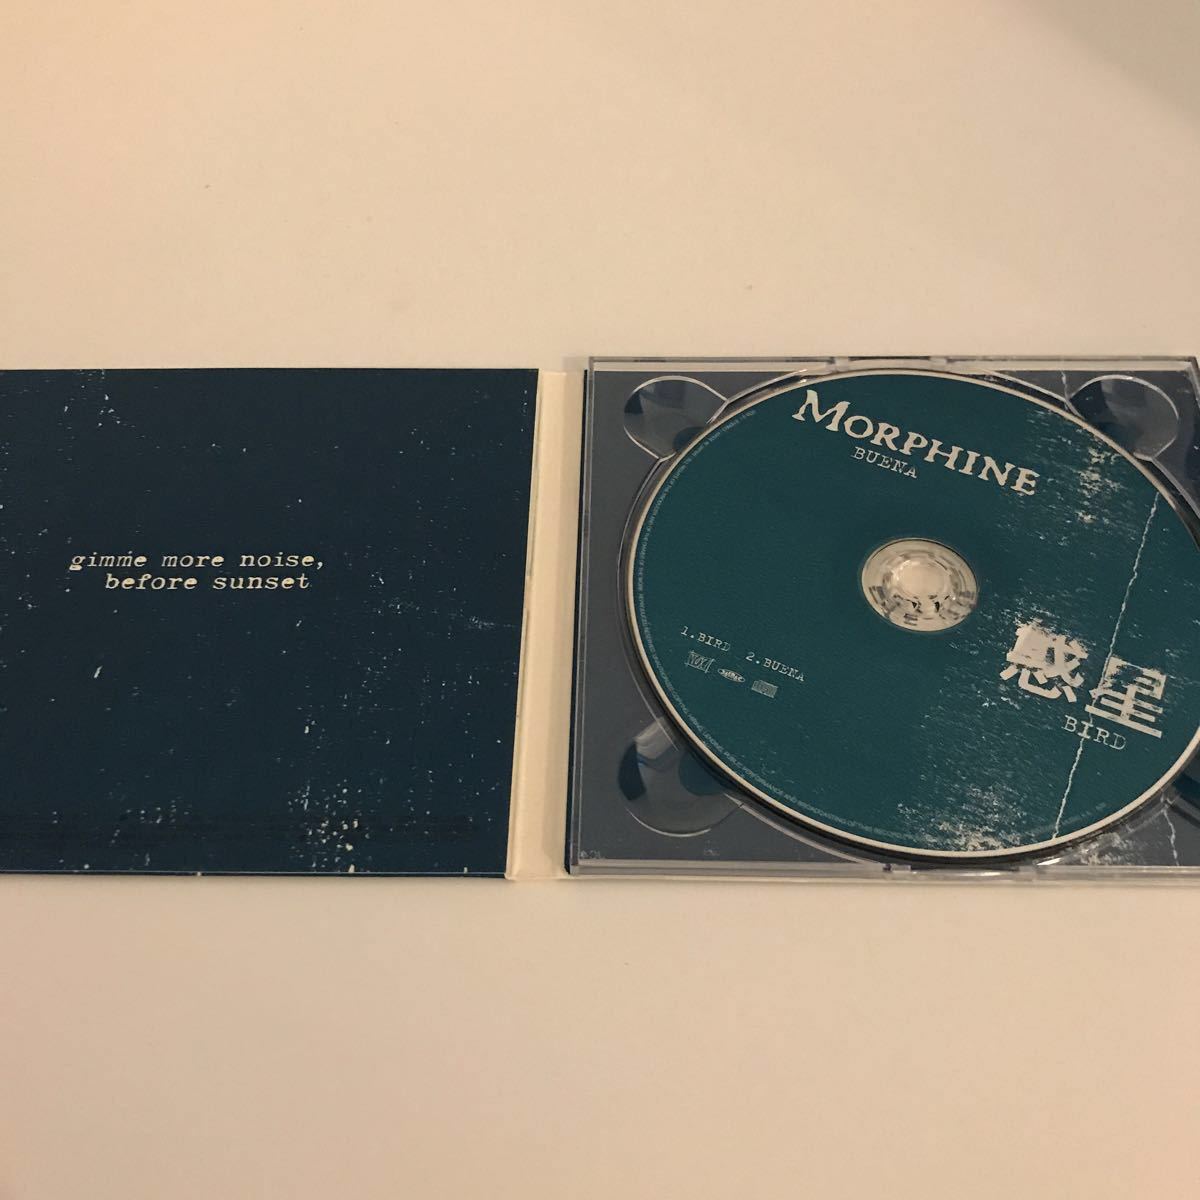 gimme more noise,
before sunset
MORPHINE
BUENA
1.BIRD 2.BUENA
惑星
BIRD